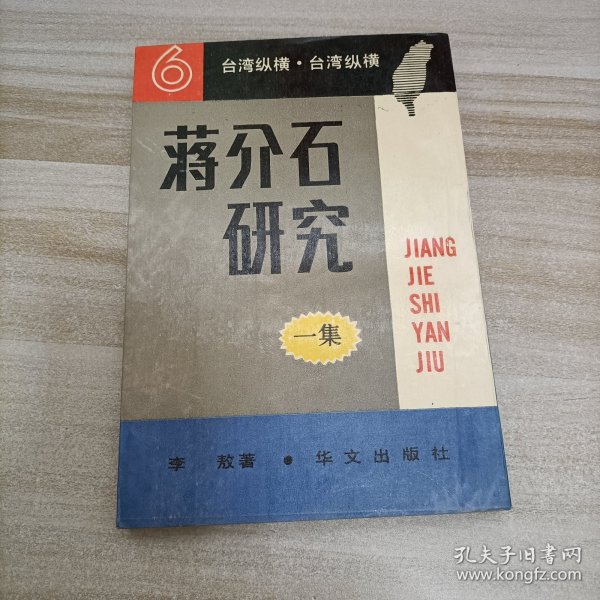 6
台湾纵横·台湾纵横
蔣介石
研究
一集
JIANG
JIE
SHI
YAN
JIU
李 敖著 ● 华文出版社
孔夫子旧书网
www.kongfz.com